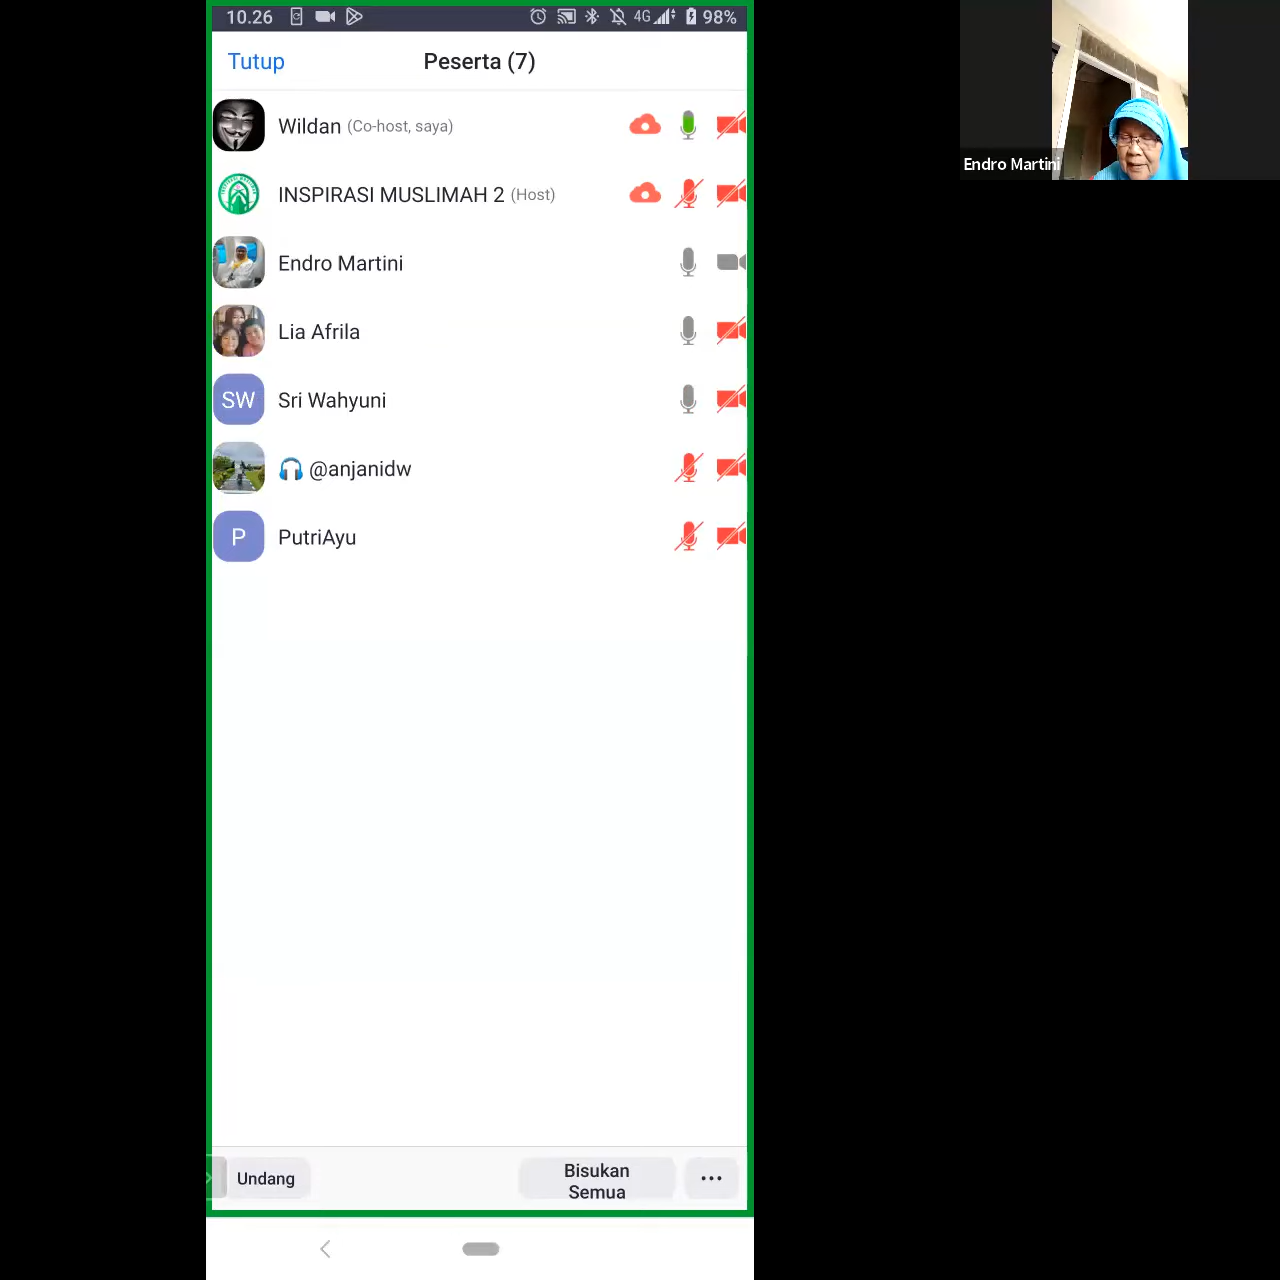 10.26
4G 98%
Tutup
Peserta (7)
Wildan (Co-host, saya)
INSPIRASI MUSLIMAH 2 (Host)
Endro Martini
Lia Afrila
SW
Sri Wahyuni
@anjanidw
P
PutriAyu
Undang
Bisukan
Semua
Endro Martini